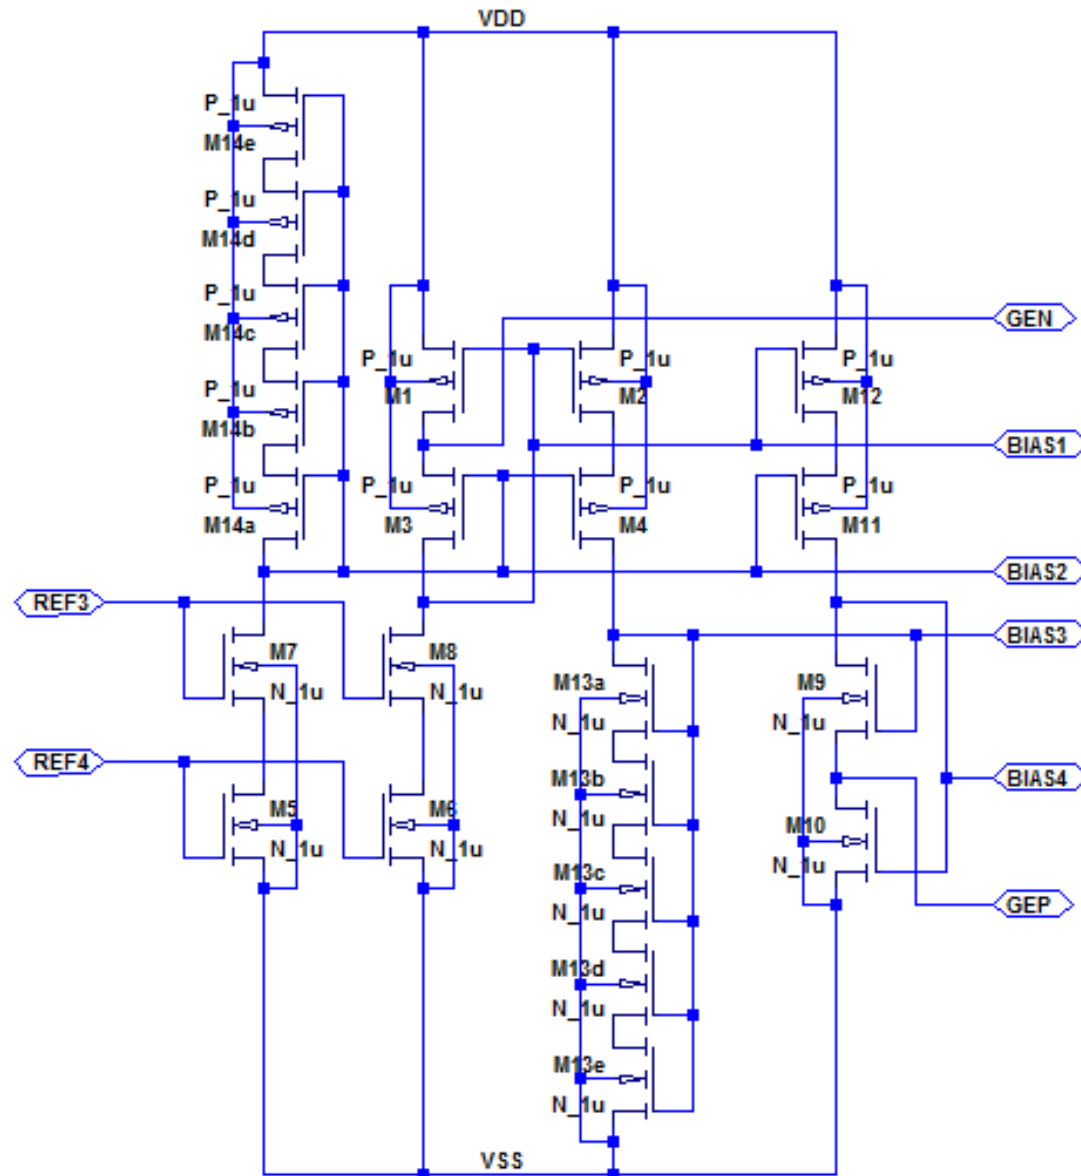 VDD
P_1u
M14e
P_1u
M14d
P_1u
M14c
GEN
P_1u
M1
P_1u
M2
P_1u
M12
P_1u
M14b
BIAS1
P_1u
M14a
P_1u
M3
P_1u
M4
P_1u
M11
BIAS2
REF3
BIAS3
M7
N_1u
M8
N_1u
M13a
N_1u
M9
N_1u
REF4
BIAS4
M13b
N_1u
M5
N_1u
M6
N_1u
M10
N_1u
M13c
N_1u
GEP
M13d
N_1u
M13e
N_1u
VSS